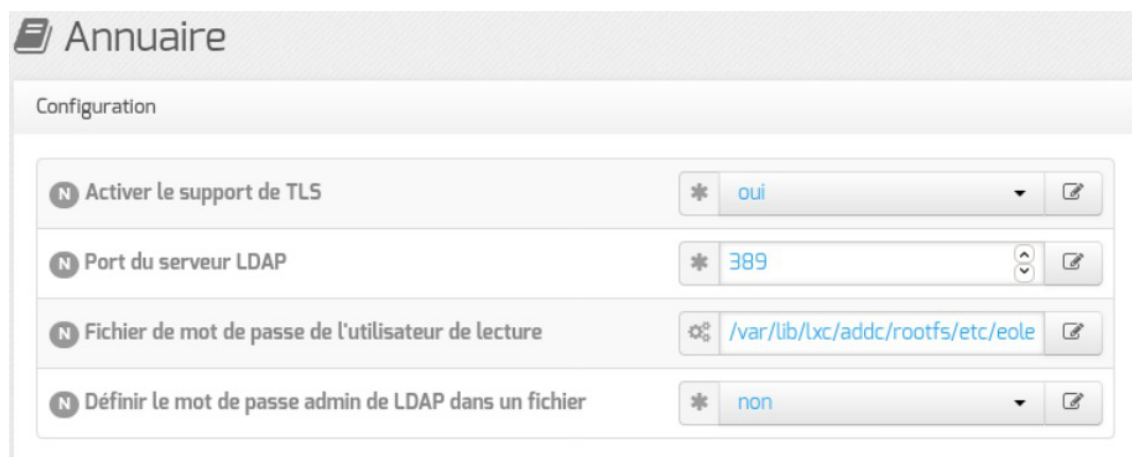 Annuaire
Configuration
N Activer le support de TLS * oui
N Port du serveur LDAP * 389
N Fichier de mot de passe de l'utilisateur de lecture /var/lib/lxc/addc/rootfs/etc/eole
N Définir le mot de passe admin de LDAP dans un fichier * non